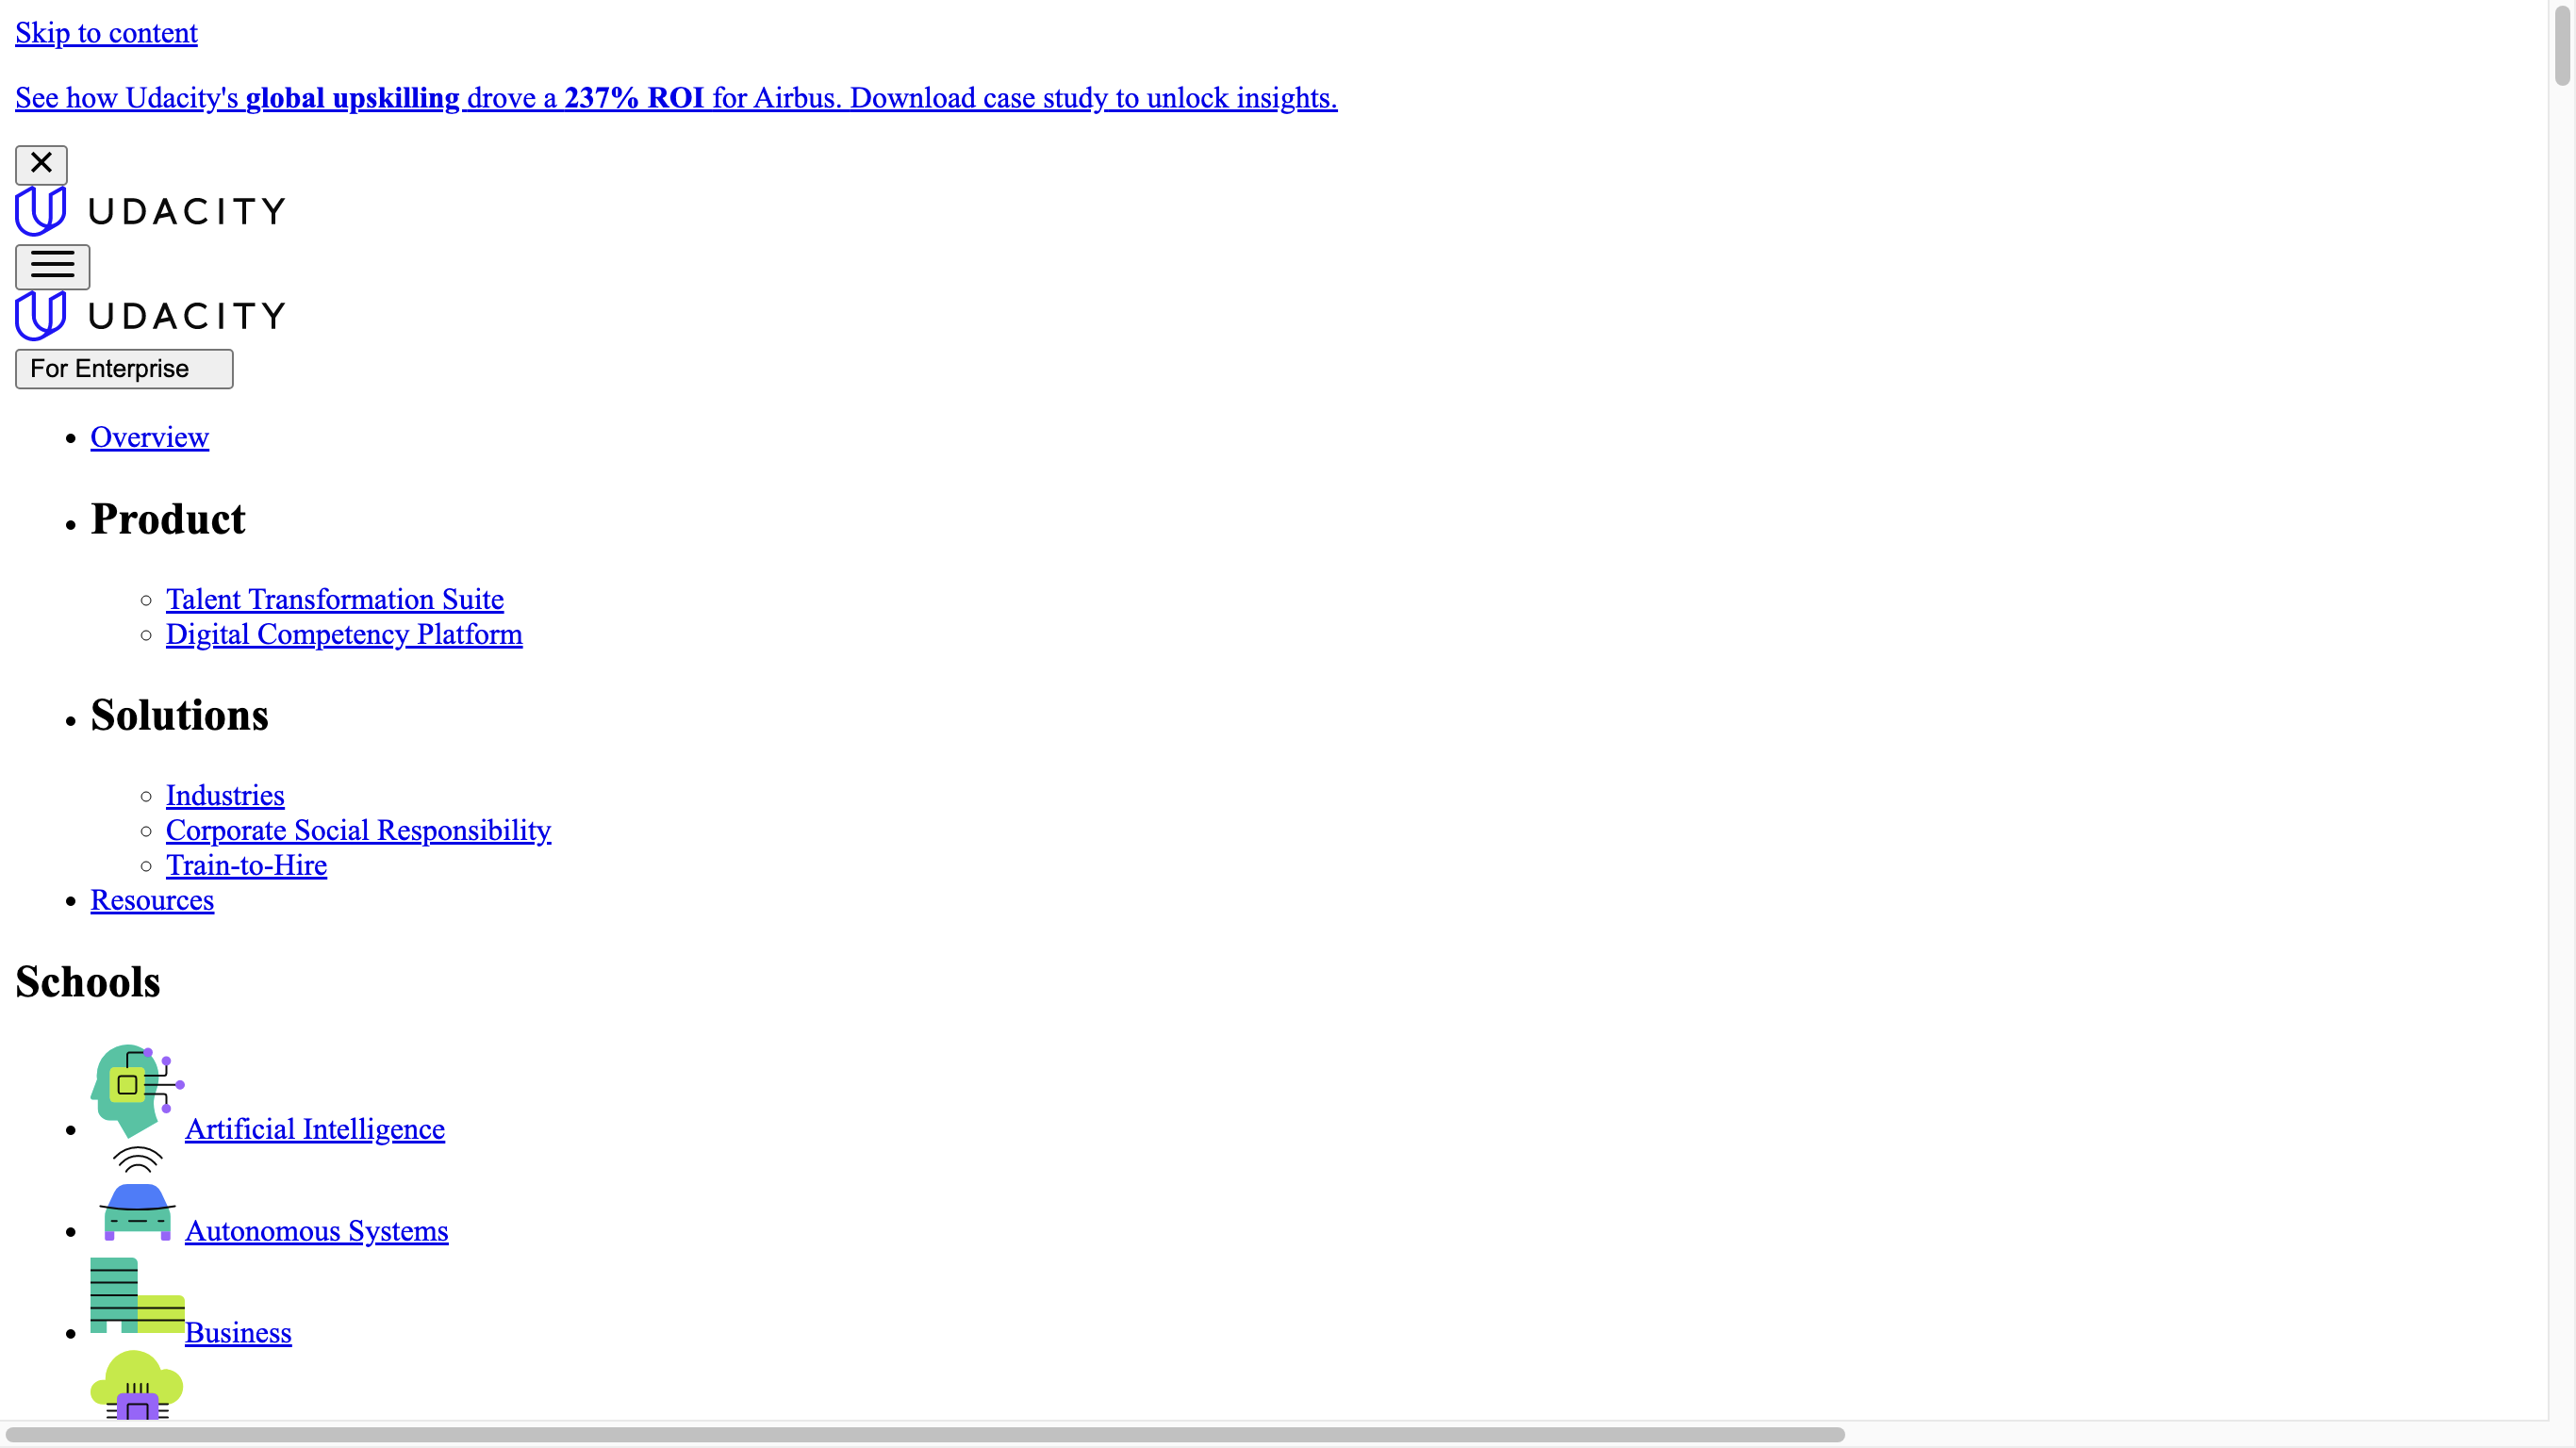 Skip to content
See how Udacity's global upskilling drove a 237% ROI for Airbus. Download case study to unlock insights.
UDACITY
UDACITY
For Enterprise
Overview
Product
Talent Transformation Suite
Digital Competency Platform
Solutions
Industries
Corporate Social Responsibility
Train-to-Hire
Resources
Schools
Artificial Intelligence
Autonomous Systems
Business